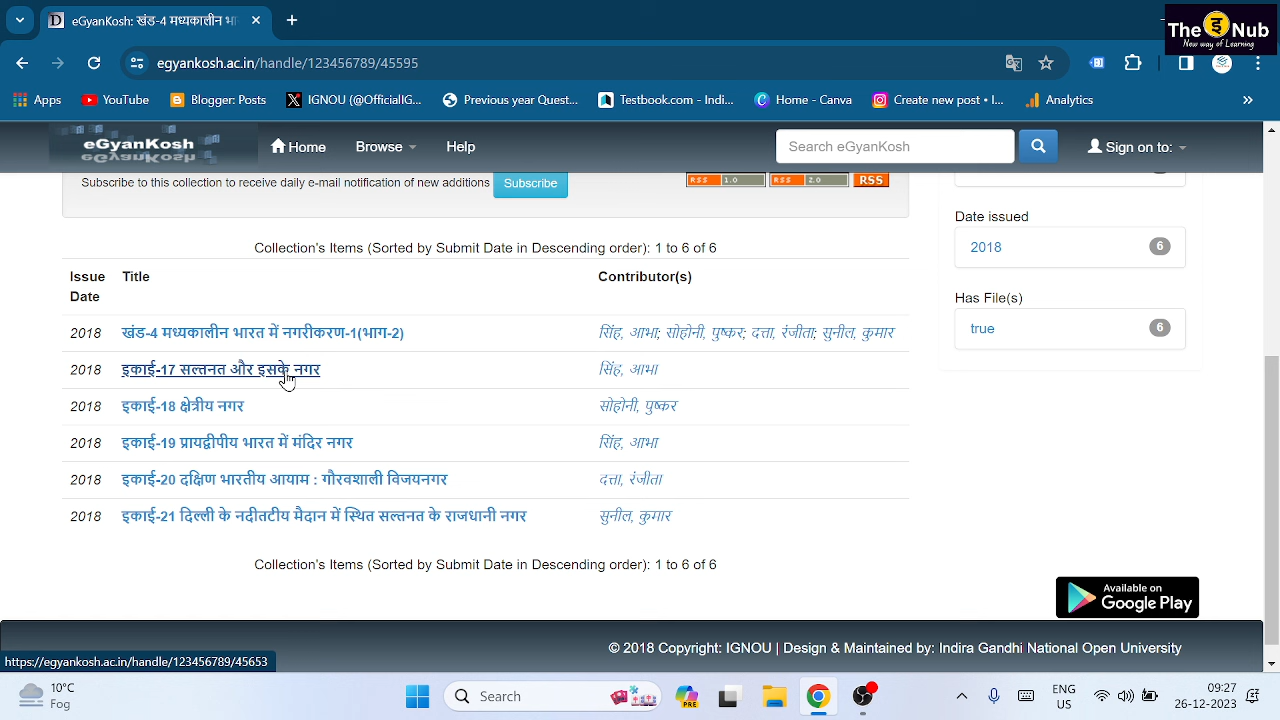 eGyanKosh: खंड-4 मध्यकालीन भा
The इ Nub
New way of Learning
egyankosh.ac.in/handle/123456789/45595
Apps YouTube Blogger: Posts IGNOU (@OfficialIG... Previous year Quest... Testbook.com - Indi... Home - Canva Create new post • I... Analytics
eGyanKosh Home Browse Help Search eGyanKosh Sign on to:
Subscribe to this collection to receive daily e-mail notification of new additions Subscribe RSS 1.0 RSS 2.0 RSS
Collection's Items (Sorted by Submit Date in Descending order): 1 to 6 of 6
Issue Date Title Contributor(s)
2018 खंड-4 मध्यकालीन भारत में नगरीकरण-1(भाग-2) सिंह, आभा; सोहोनी, पुष्कर; दत्ता, रंजीता; सुनील, कुमार
2018 इकाई-17 सल्तनत और इसके नगर सिंह, आभा
2018 इकाई-18 क्षेत्रीय नगर सोहोनी, पुष्कर
2018 इकाई-19 प्रायद्वीपीय भारत में मंदिर नगर सिंह, आभा
2018 इकाई-20 दक्षिण भारतीय आयाम : गौरवशाली विजयनगर दत्ता, रंजीता
2018 इकाई-21 दिल्ली के नदीतटीय मैदान में स्थित सल्तनत के राजधानी नगर सुनील, कुमार
Collection's Items (Sorted by Submit Date in Descending order): 1 to 6 of 6
Date issued
2018 6
Has File(s)
true 6
Available on
Google Play
© 2018 Copyright: IGNOU | Design & Maintained by: Indira Gandhi National Open University
https://egyankosh.ac.in/handle/123456789/45653
10°C
Fog
Search
PRE
ENG
US
09:27
26-12-2023